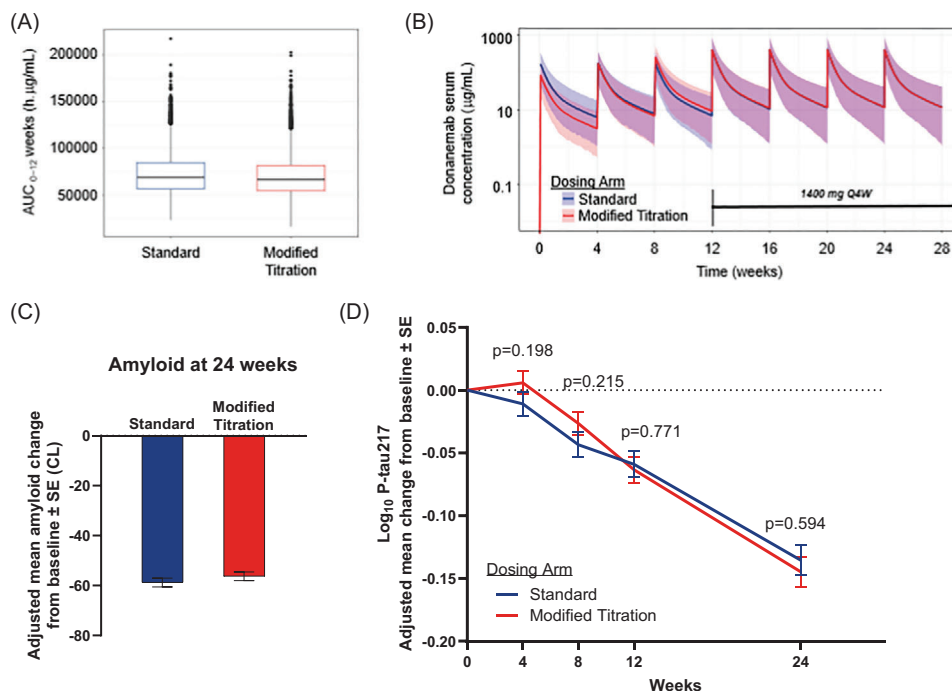 (A)
AUC 0–12 weeks (h. µg/mL)
200000
150000
100000
50000
Standard
Modified
Titration
(B)
Donanemab serum
concentration (µg/mL)
1000
10
0.1
Dosing Arm
Standard
Modified Titration
1400 mg Q4W
0 4 8 12 16 20 24 28
Time (weeks)
(C)
Amyloid at 24 weeks
Adjusted mean amyloid change
from baseline ± SE (CL)
Standard
Modified
Titration
0
-20
-40
-60
-80
(D)
Log10 P-tau217
Adjusted mean change from baseline ± SE
0.05
0.00
-0.05
-0.10
-0.15
-0.20
p=0.198
p=0.215
p=0.771
p=0.594
Dosing Arm
Standard
Modified Titration
0 4 8 12 24
Weeks